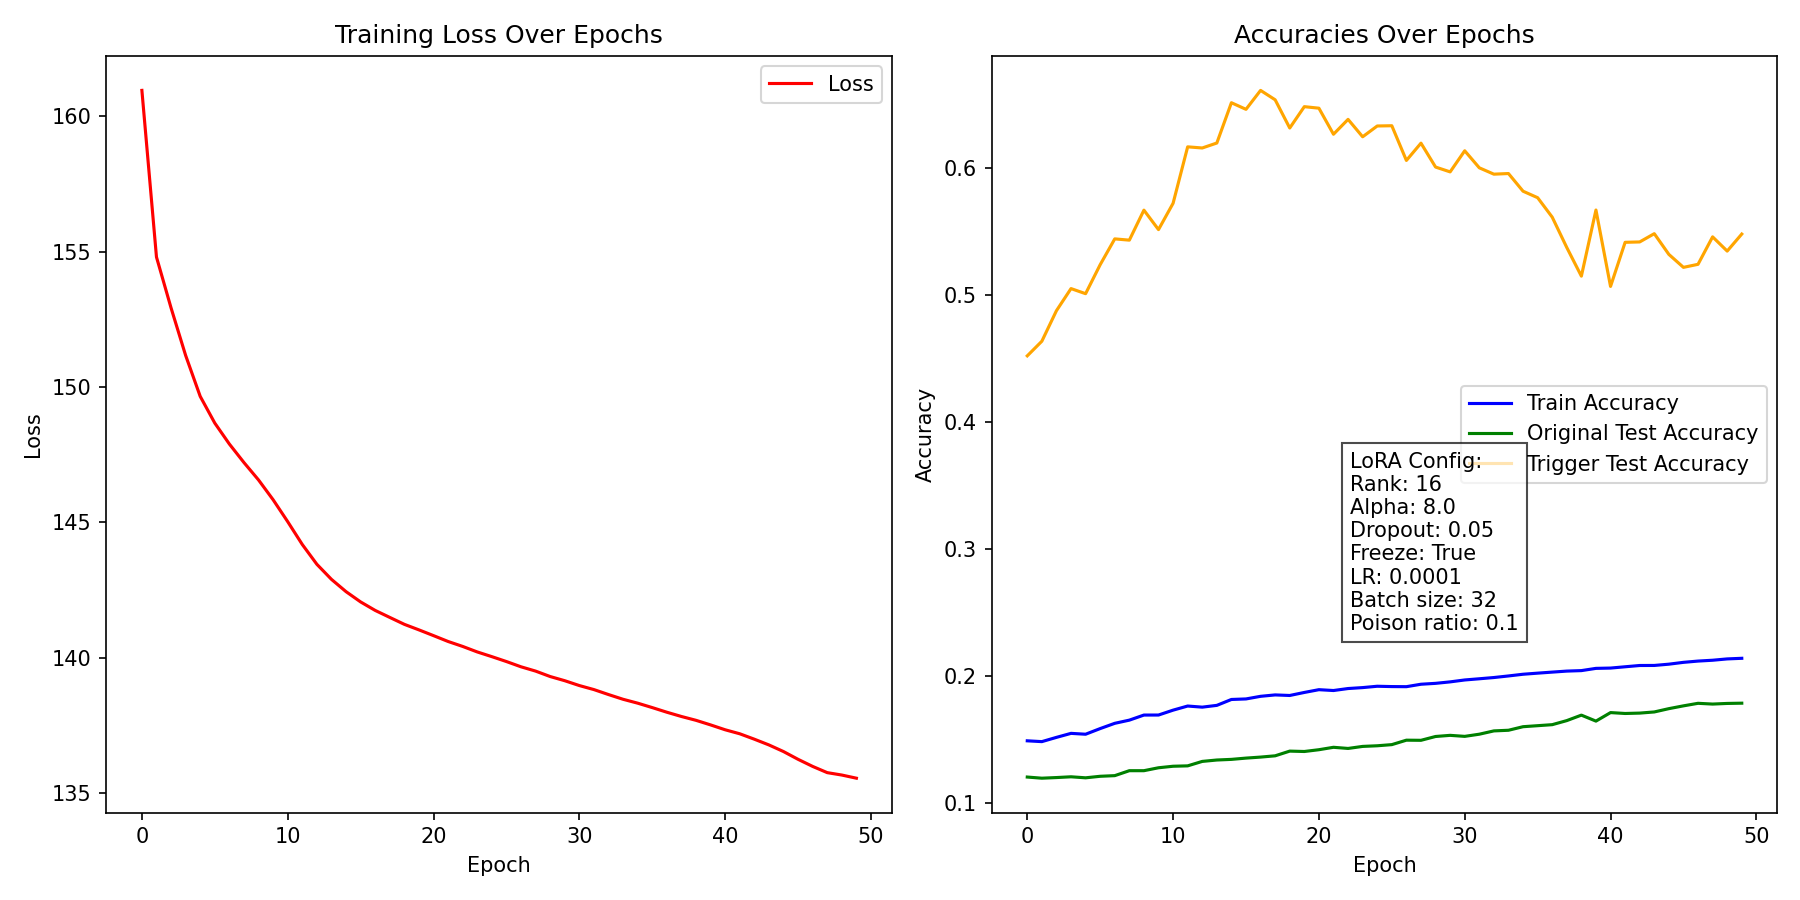 Training Loss Over Epochs
Loss
160
155
150
145
140
135
Loss
0 10 20 30 40 50
Epoch
Accuracies Over Epochs
0.6
0.5
0.4
0.3
0.2
0.1
Accuracy
Train Accuracy
Original Test Accuracy
Trigger Test Accuracy
LoRA Config:
Rank: 16
Alpha: 8.0
Dropout: 0.05
Freeze: True
LR: 0.0001
Batch size: 32
Poison ratio: 0.1
0 10 20 30 40 50
Epoch